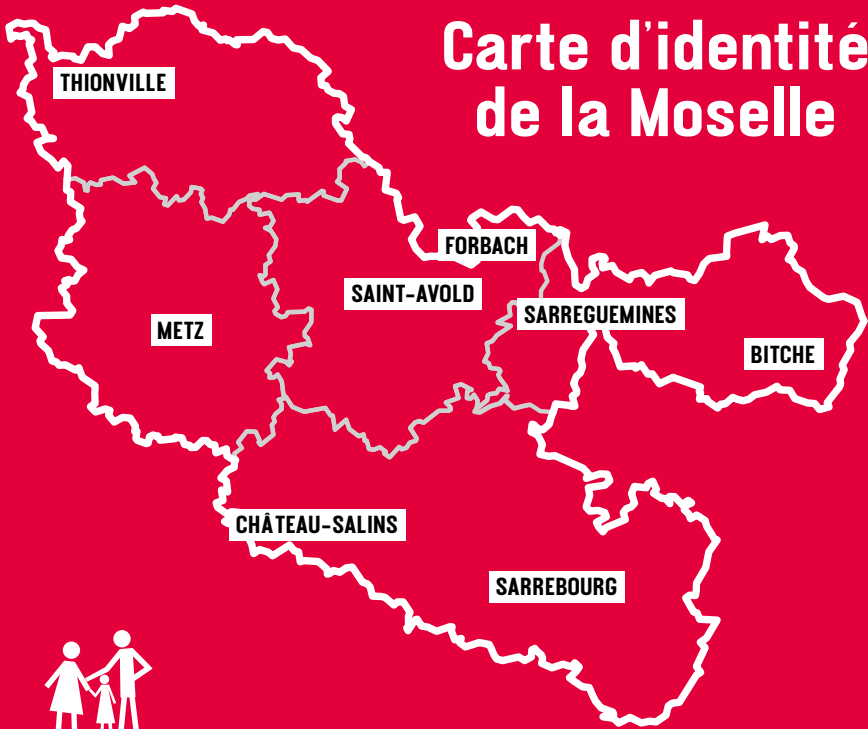 Carte d'identité
de la Moselle
THIONVILLE
FORBACH
SAINT-AVOLD
SARREGUEMINES
METZ
BITCHE
CHÂTEAU-SALINS
SARREBOURG